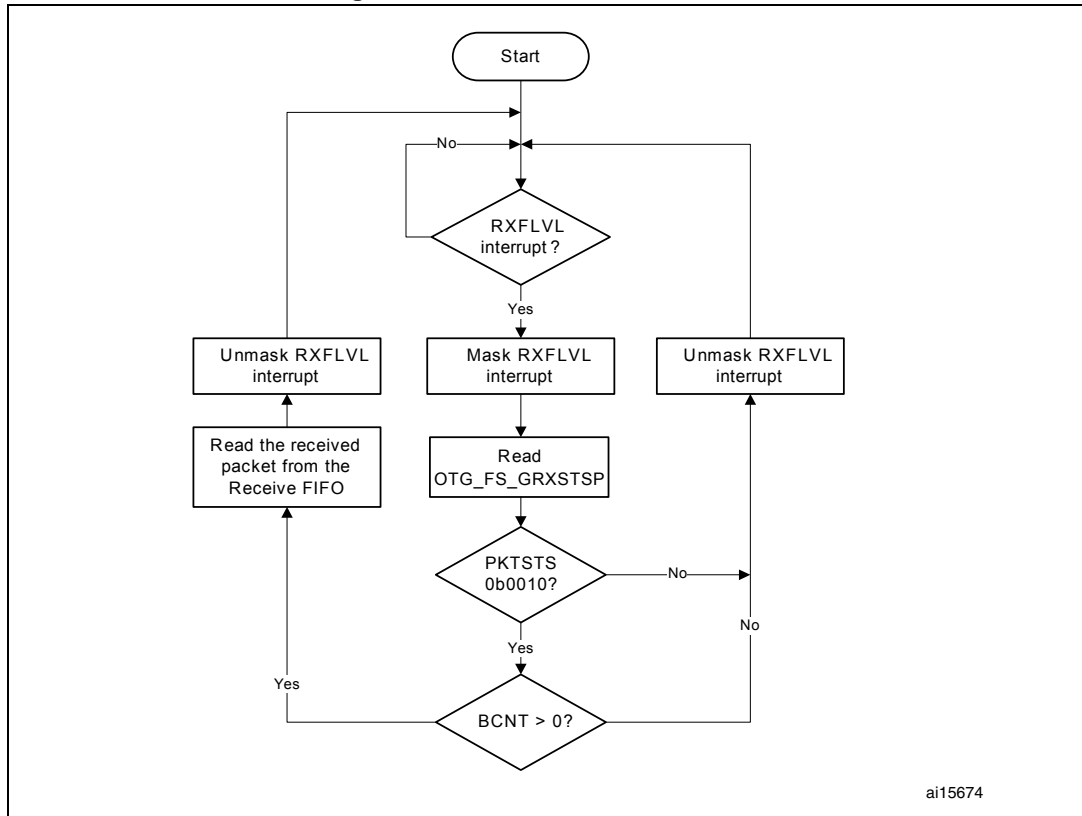 Start
No
RXFLVL
interrupt ?
Yes
Unmask RXFLVL
interrupt
Mask RXFLVL
interrupt
Unmask RXFLVL
interrupt
Read the received
packet from the
Receive FIFO
Read
OTG_FS_GRXSTSP
PKTSTS
0b0010?
No
No
Yes
Yes
BCNT > 0?
ai15674